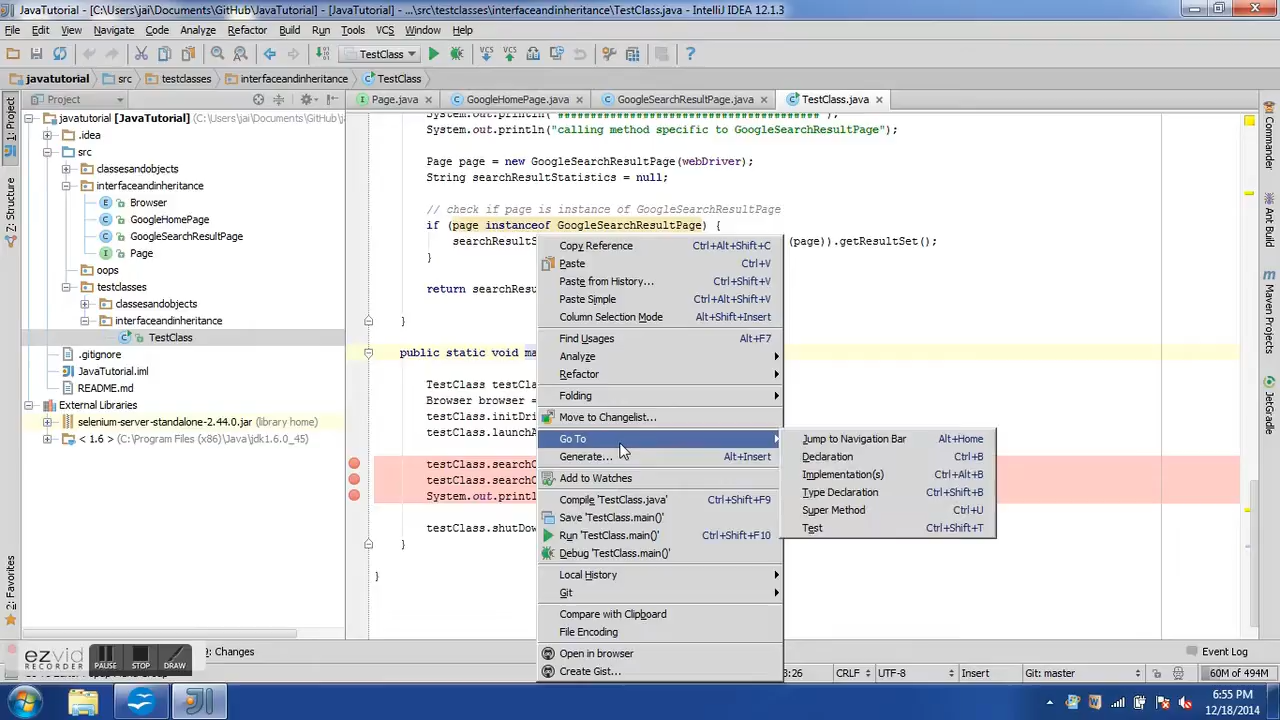 JavaTutorial - [C:\Users\jai\Documents\GitHub\JavaTutorial] - [JavaTutorial] - ...\src\testclasses\interfaceandinheritance\TestClass.java - IntelliJ IDEA 12.1.3
File Edit View Navigate Code Analyze Refactor Build Run Tools VCS Window Help
TestClass
javatutorial src testclasses interfaceandinheritance TestClass
1: Project
Z: Structure
2: Favorites
Project
javatutorial [JavaTutorial] (C:\Users\jai\Documents\GitHub\j
.idea
src
classesandobjects
interfaceandinheritance
Browser
GoogleHomePage
GoogleSearchResultPage
Page
oops
testclasses
classesandobjects
interfaceandinheritance
TestClass
.gitignore
JavaTutorial.iml
README.md
External Libraries
selenium-server-standalone-2.44.0.jar (library home)
< 1.6 > (C:\Program Files (x86)\Java\jdk1.6.0_45)
Page.java GoogleHomePage.java GoogleSearchResultPage.java TestClass.java
System.out.println("calling method specific to GoogleSearchResultPage");
Page page = new GoogleSearchResultPage(webDriver);
String searchResultStatistics = null;
// check if page is instance of GoogleSearchResultPage
if (page instanceof GoogleSearchResultPage) {
searchResultS (page)).getResultSet();
}
return searchResu
}
public static void ma
TestClass testCla
Browser browser =
testClass.initDri
testClass.launchA
testClass.searchG
testClass.searchG
System.out.printl
testClass.shutDow
}
}
Copy Reference Ctrl+Alt+Shift+C
Paste Ctrl+V
Paste from History... Ctrl+Shift+V
Paste Simple Ctrl+Alt+Shift+V
Column Selection Mode Alt+Shift+Insert
Find Usages Alt+F7
Analyze
Refactor
Folding
Move to Changelist...
Go To
Generate... Alt+Insert
Add to Watches
Compile 'TestClass.java' Ctrl+Shift+F9
Save 'TestClass.main()'
Run 'TestClass.main()' Ctrl+Shift+F10
Debug 'TestClass.main()'
Local History
Git
Compare with Clipboard
File Encoding
Open in browser
Create Gist...
Jump to Navigation Bar Alt+Home
Declaration Ctrl+B
Implementation(s) Ctrl+Alt+B
Type Declaration Ctrl+Shift+B
Super Method Ctrl+U
Test Ctrl+Shift+T
Commander
Ant Build
Maven Projects
JetGrate
ezvid
RECORDER
PAUSE STOP DRAW
: Changes
Event Log
3:26 CRLF UTF-8 Insert Git: master 60M of 494M
6:55 PM
12/18/2014